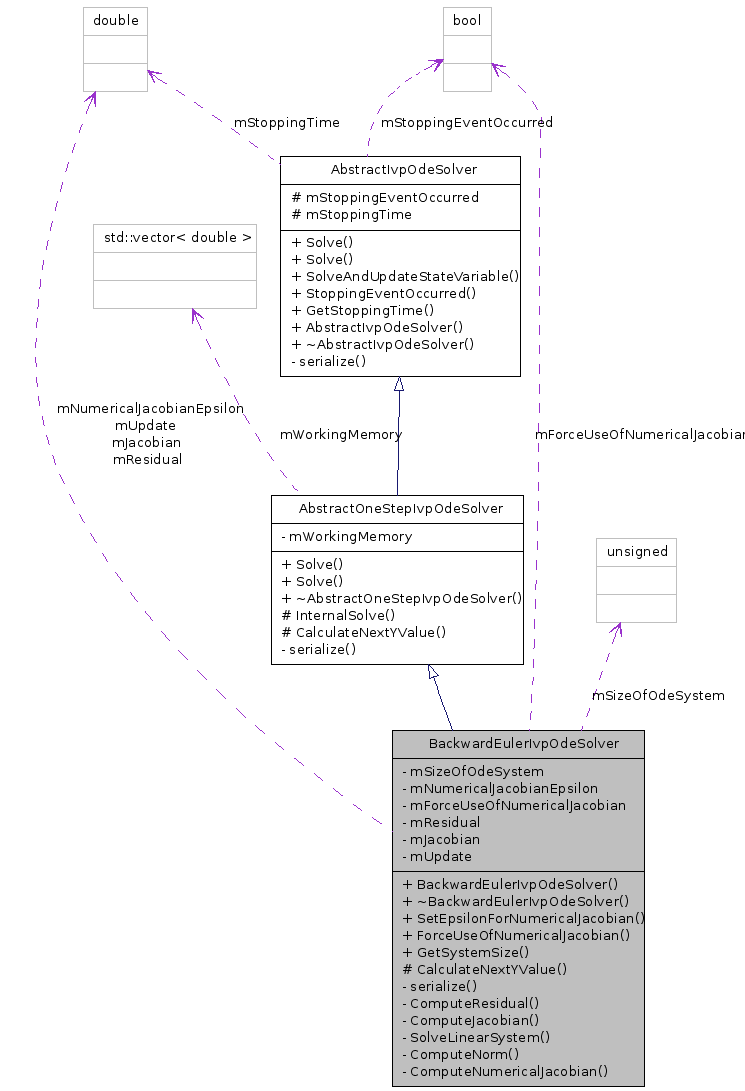 double
bool
mStoppingTime
mStoppingEventOccurred
AbstractIvpOdeSolver
# mStoppingEventOccurred
# mStoppingTime
+ Solve()
+ Solve()
+ SolveAndUpdateStateVariable()
+ StoppingEventOccurred()
+ GetStoppingTime()
+ AbstractIvpOdeSolver()
+ ~AbstractIvpOdeSolver()
- serialize()
std::vector< double >
mNumericalJacobianEpsilon
mUpdate
mJacobian
mResidual
mWorkingMemory
mForceUseOfNumericalJacobian
AbstractOneStepIvpOdeSolver
- mWorkingMemory
+ Solve()
+ Solve()
+ ~AbstractOneStepIvpOdeSolver()
# InternalSolve()
# CalculateNextYValue()
- serialize()
unsigned
mSizeOfOdeSystem
BackwardEulerIvpOdeSolver
- mSizeOfOdeSystem
- mNumericalJacobianEpsilon
- mForceUseOfNumericalJacobian
- mResidual
- mJacobian
- mUpdate
+ BackwardEulerIvpOdeSolver()
+ ~BackwardEulerIvpOdeSolver()
+ SetEpsilonForNumericalJacobian()
+ ForceUseOfNumericalJacobian()
+ GetSystemSize()
# CalculateNextYValue()
- serialize()
- ComputeResidual()
- ComputeJacobian()
- SolveLinearSystem()
- ComputeNorm()
- ComputeNumericalJacobian()